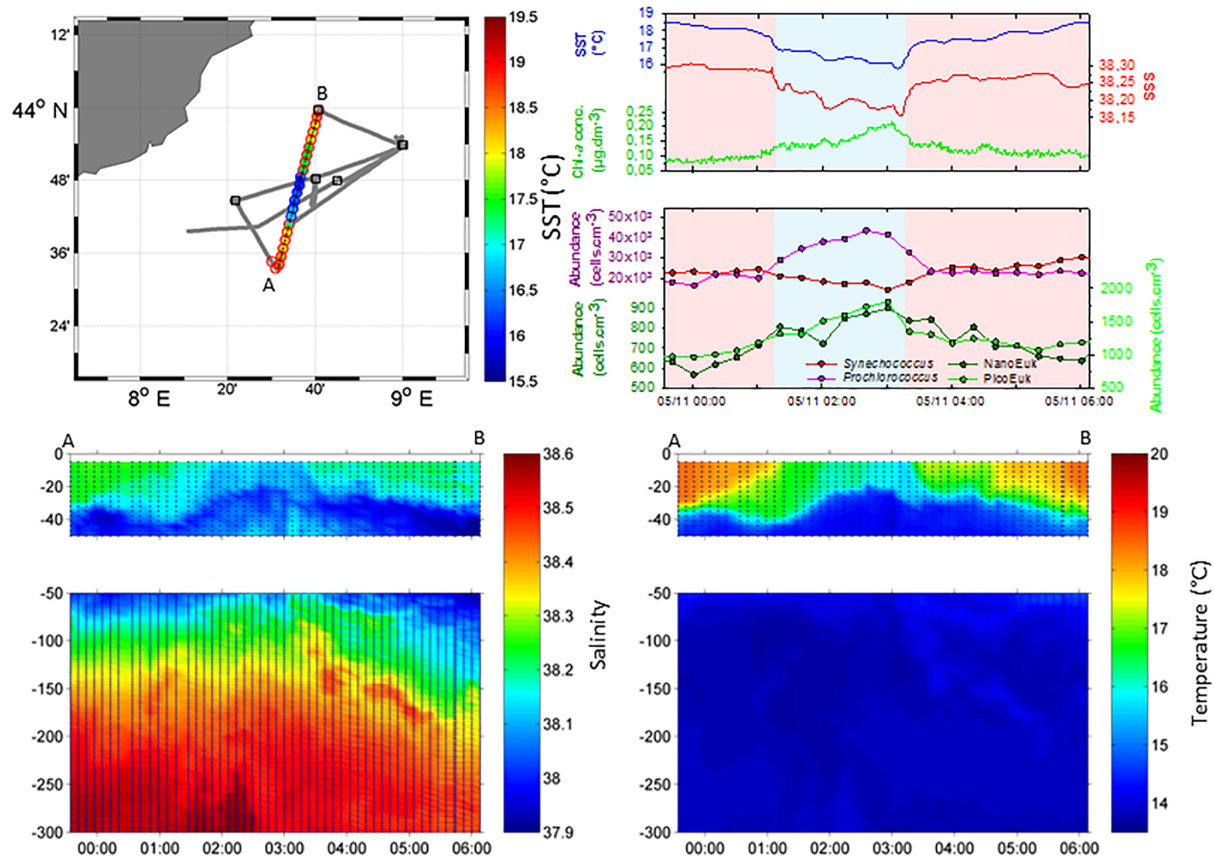 12'
44° N
48'
36'
24'
8° E
20'
40'
9° E
B
A
19.5
19
18.5
18
17.5
17
16.5
16
15.5
SST (°C)
19
18
17
16
SST
(°C)
38,30
38,25
38,20
38,15
SSS
0,25
0,20
0,15
0,10
0,05
Chl-a conc.
(µg.dm-³)
50x10³
40x10³
30x10³
20x10³
Abundance
(cells.cm-³)
900
800
700
600
500
Abundance
(cells.cm-³)
2000
1500
1000
500
Abundance (cells.cm-³)
Synechococcus
Prochlorococcus
NanoEuk
PicoEuk
05/11 00:00
05/11 02:00
05/11 04:00
05/11 06:00
A
B
0
-20
-40
-50
-100
-150
-200
-250
-300
00:00
01:00
02:00
03:00
04:00
05:00
06:00
38.6
38.5
38.4
38.3
38.2
38.1
38
37.9
Salinity
A
B
0
-20
-40
-50
-100
-150
-200
-250
-300
00:00
01:00
02:00
03:00
04:00
05:00
06:00
20
19
18
17
16
15
14
Temperature (°C)